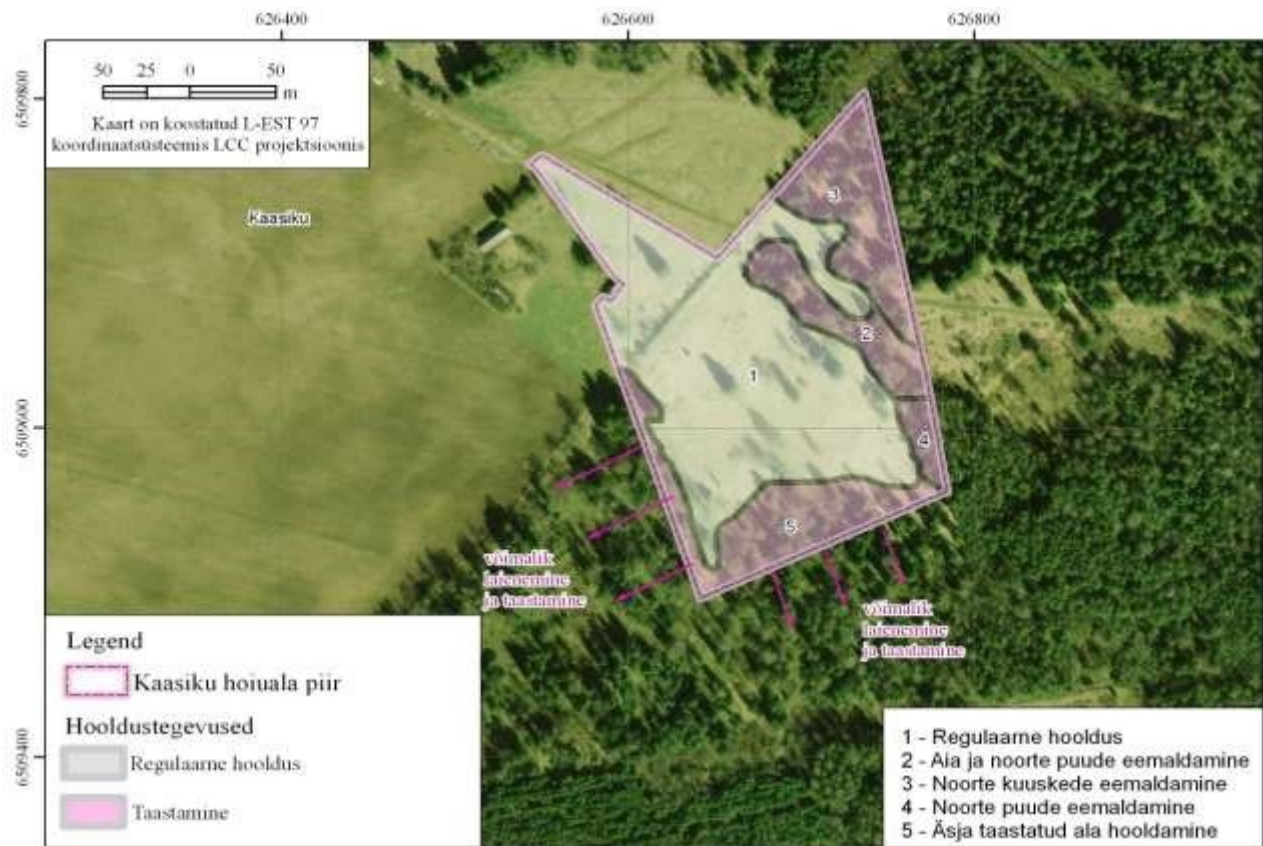 626400
626600
626800
50 25 0 50
m
Kaart on koostatud L-EST 97
koordinaatsüsteemis LCC projektsioonis
6509800
Kaasiku
3
2
1
6509600
4
5
võimalik
laienemine
ja taastamine
võimalik
laienemine
ja taastamine
Legend
Kaasiku hoiuala piir
Hooldustegevused
Regulaarne hooldus
Taastamine
6509400
1 - Regulaarne hooldus
2 - Aia ja noorte puude eemaldamine
3 - Noorte kuuskede eemaldamine
4 - Noorte puude eemaldamine
5 - Äsja taastatud ala hooldamine